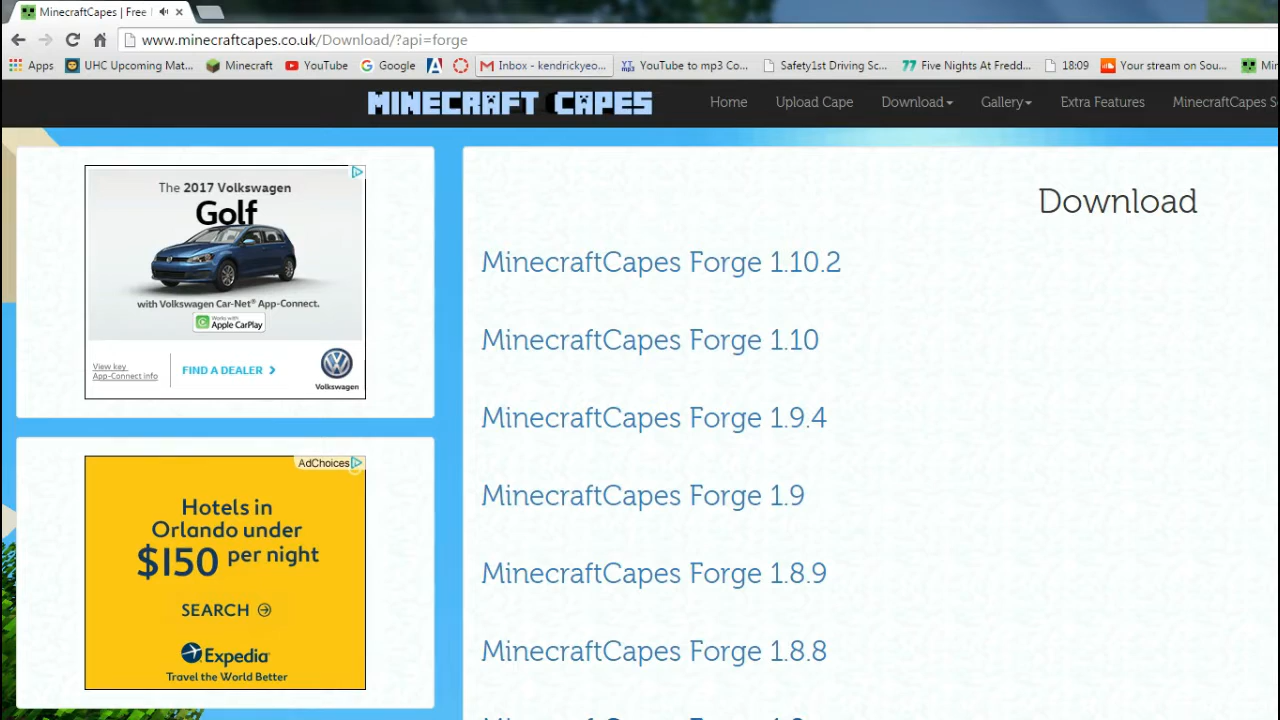 MinecraftCapes | Free
www.minecraftcapes.co.uk/Download/?api=forge
Apps UHC Upcoming Mat... Minecraft YouTube Google Inbox - kendrickyeo... YouTube to mp3 Co... Safety1st Driving Sc... Five Nights At Fredd... 18:09 Your stream on Sou...
MINECRAFT CAPES Home Upload Cape Download Gallery Extra Features MinecraftCapes S
The 2017 Volkswagen
Golf
with Volkswagen Car-Net® App-Connect.
Works with
Apple CarPlay
View key
App-Connect info
FIND A DEALER
Volkswagen
AdChoices
Hotels in
Orlando under
$150 per night
SEARCH
Expedia
Travel the World Better
Download
MinecraftCapes Forge 1.10.2
MinecraftCapes Forge 1.10
MinecraftCapes Forge 1.9.4
MinecraftCapes Forge 1.9
MinecraftCapes Forge 1.8.9
MinecraftCapes Forge 1.8.8